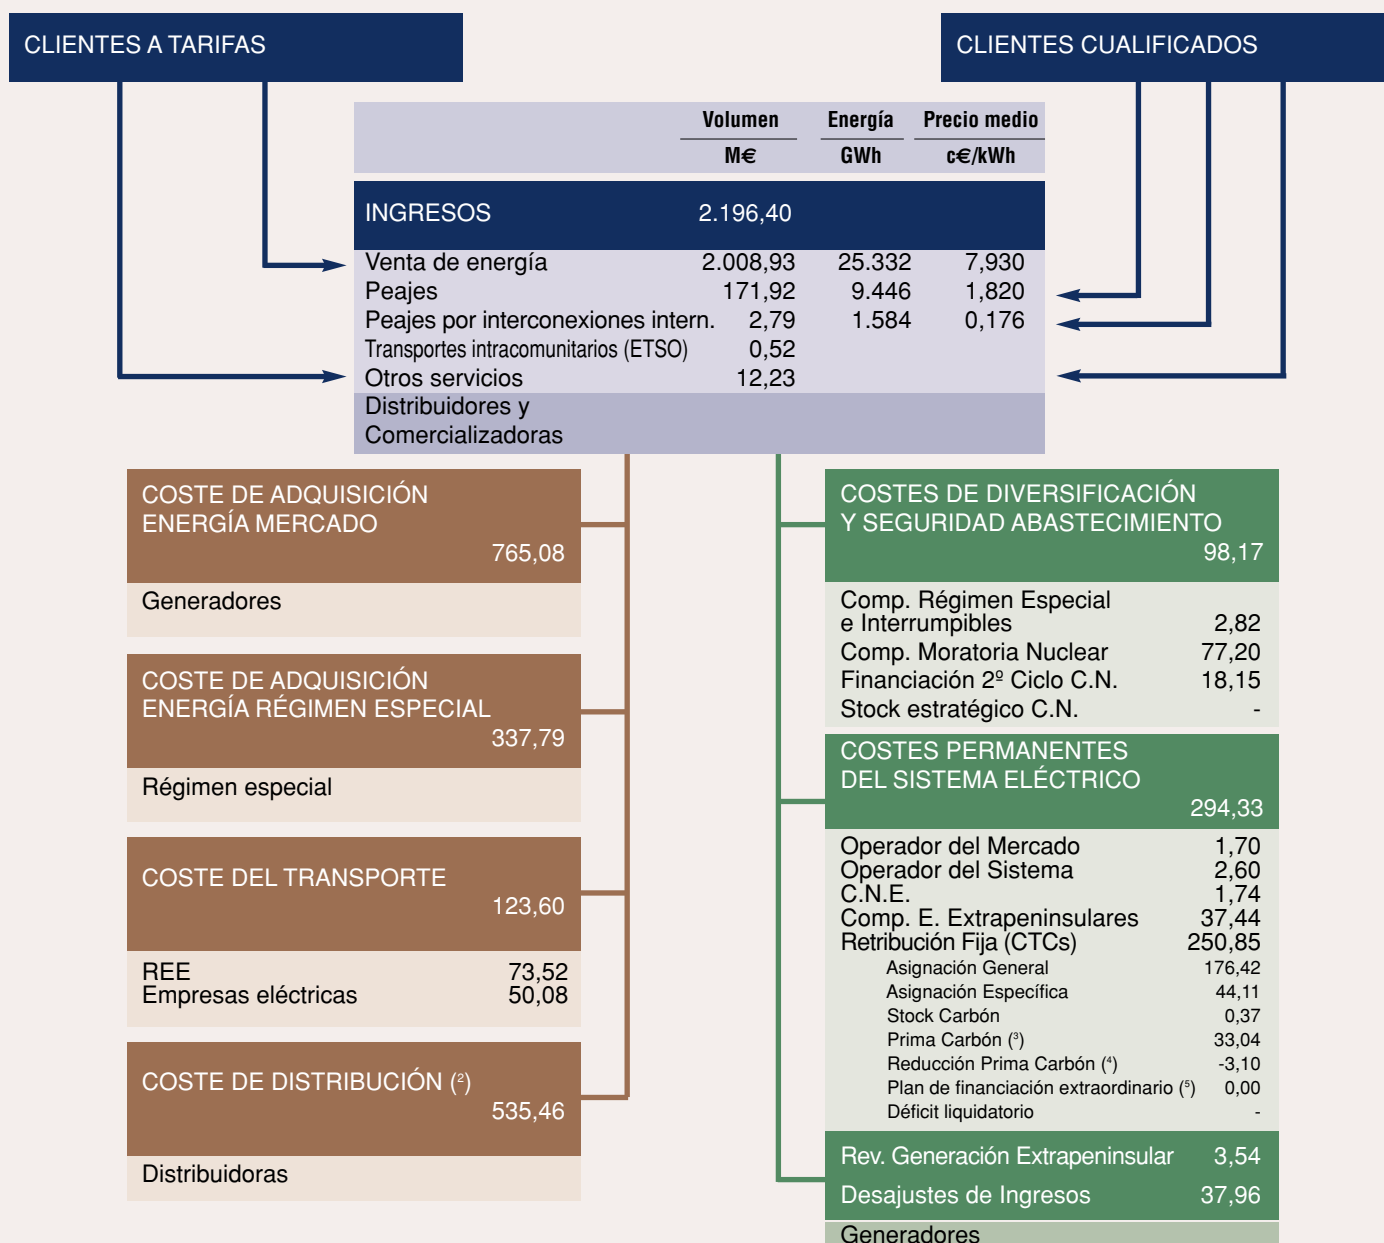 CLIENTES A TARIFAS
CLIENTES CUALIFICADOS
Volumen Energía Precio medio
M€ GWh c€/kWh
INGRESOS 2.196,40
Venta de energía 2.008,93 25.332 7,930
Peajes 171,92 9.446 1,820
Peajes por interconexiones intern. 2,79 1.584 0,176
Transportes intracomunitarios (ETSO) 0,52
Otros servicios 12,23
Distribuidores y
Comercializadoras
COSTE DE ADQUISICIÓN
ENERGÍA MERCADO
765,08
Generadores
COSTE DE ADQUISICIÓN
ENERGÍA RÉGIMEN ESPECIAL
337,79
Régimen especial
COSTE DEL TRANSPORTE
123,60
REE 73,52
Empresas eléctricas 50,08
COSTE DE DISTRIBUCIÓN (²)
535,46
Distribuidoras
COSTES DE DIVERSIFICACIÓN
Y SEGURIDAD ABASTECIMIENTO
98,17
Comp. Régimen Especial
e Interrumpibles 2,82
Comp. Moratoria Nuclear 77,20
Financiación 2º Ciclo C.N. 18,15
Stock estratégico C.N. -
COSTES PERMANENTES
DEL SISTEMA ELÉCTRICO
294,33
Operador del Mercado 1,70
Operador del Sistema 2,60
C.N.E. 1,74
Comp. E. Extrapeninsulares 37,44
Retribución Fija (CTCs) 250,85
Asignación General 176,42
Asignación Específica 44,11
Stock Carbón 0,37
Prima Carbón (³) 33,04
Reducción Prima Carbón (⁴) -3,10
Plan de financiación extraordinario (⁵) 0,00
Déficit liquidatorio -
Rev. Generación Extrapeninsular 3,54
Desajustes de Ingresos 37,96
Generadores